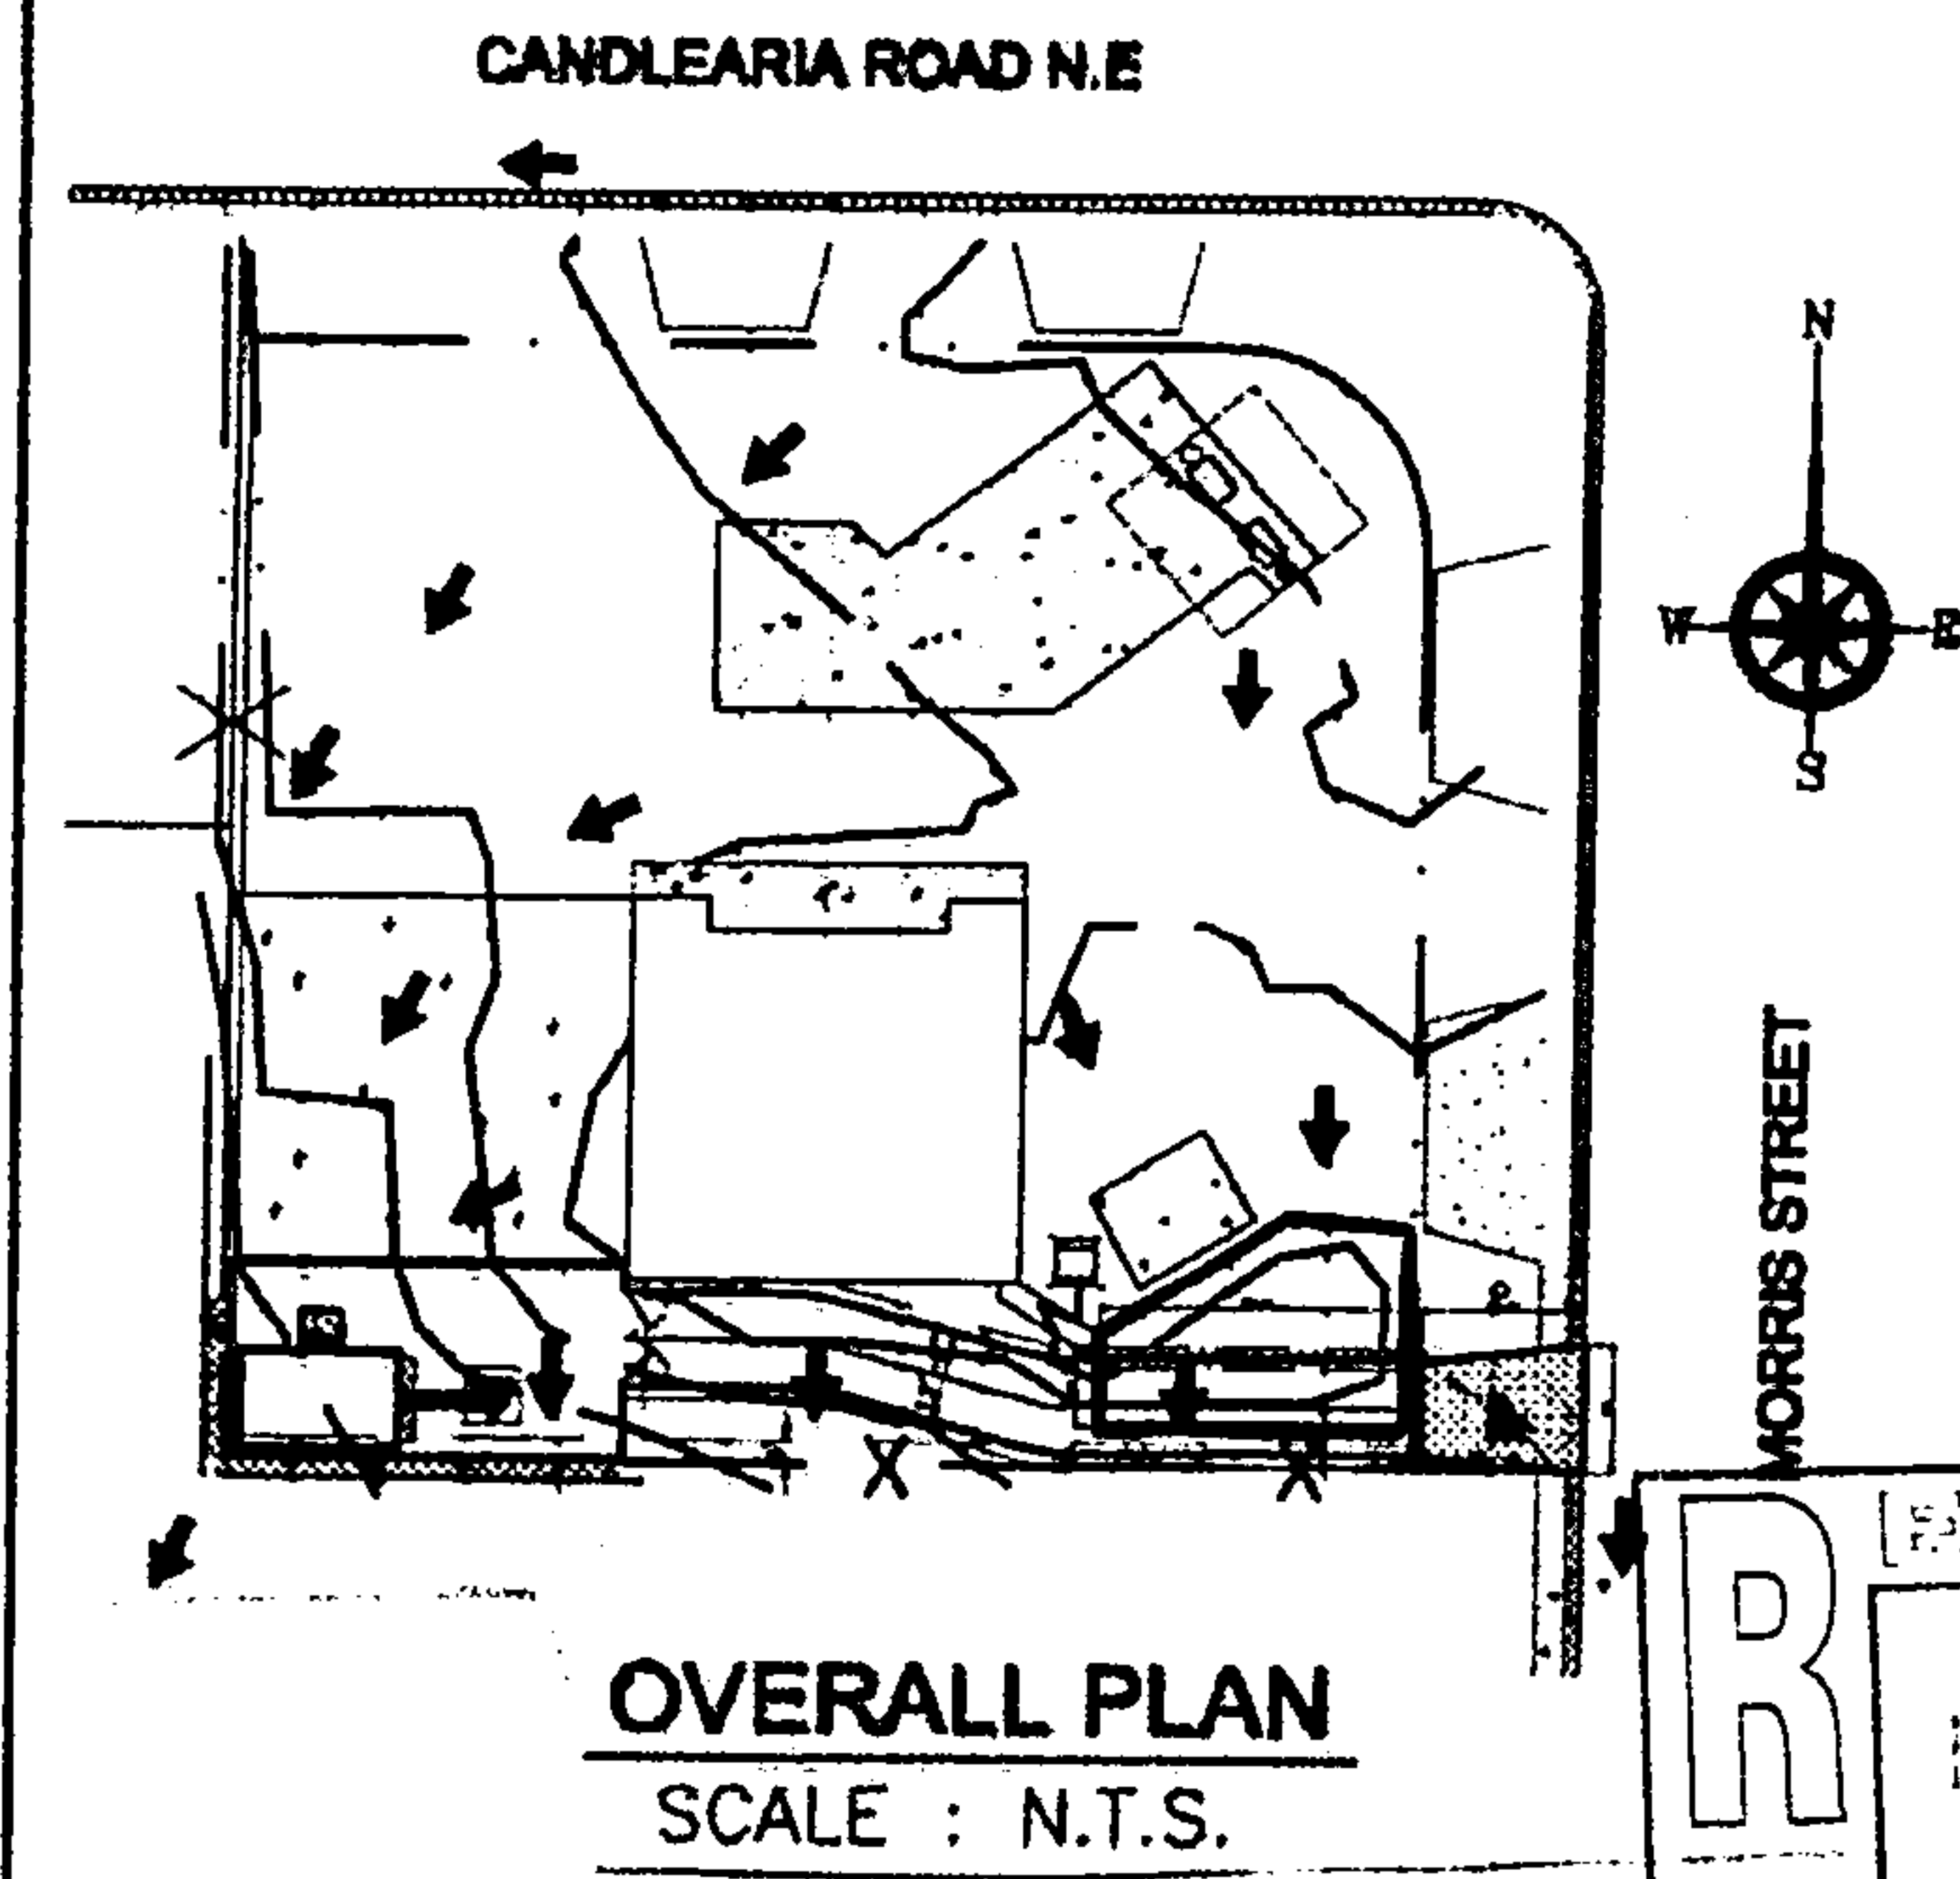 CANDLEARIA ROAD N.E
N
W
E
S
MORRIS STREET
X
X
R
OVERALL PLAN
SCALE : N.T.S.